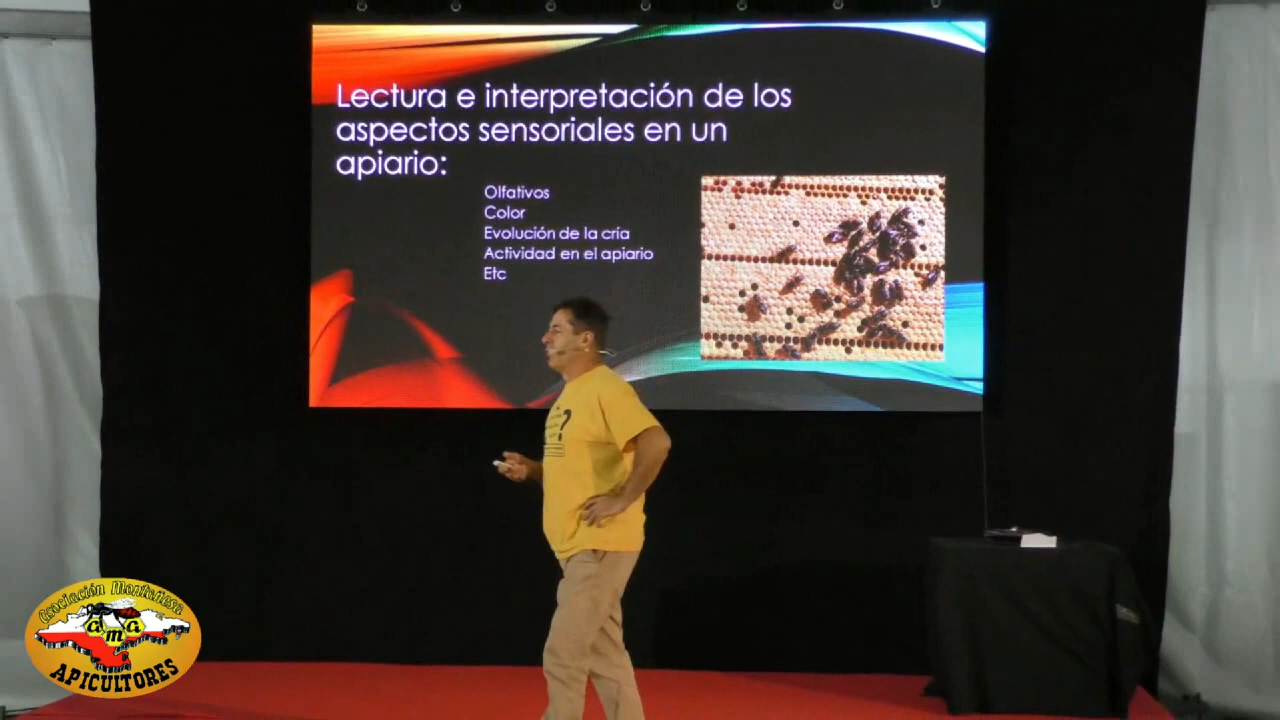 Lectura e interpretación de los
aspectos sensoriales en un
apiario:
Olfativos
Color
Evolución de la cría
Actividad en el apiario
Etc
?
Asociación Montañesa
AMA
APICULTORES